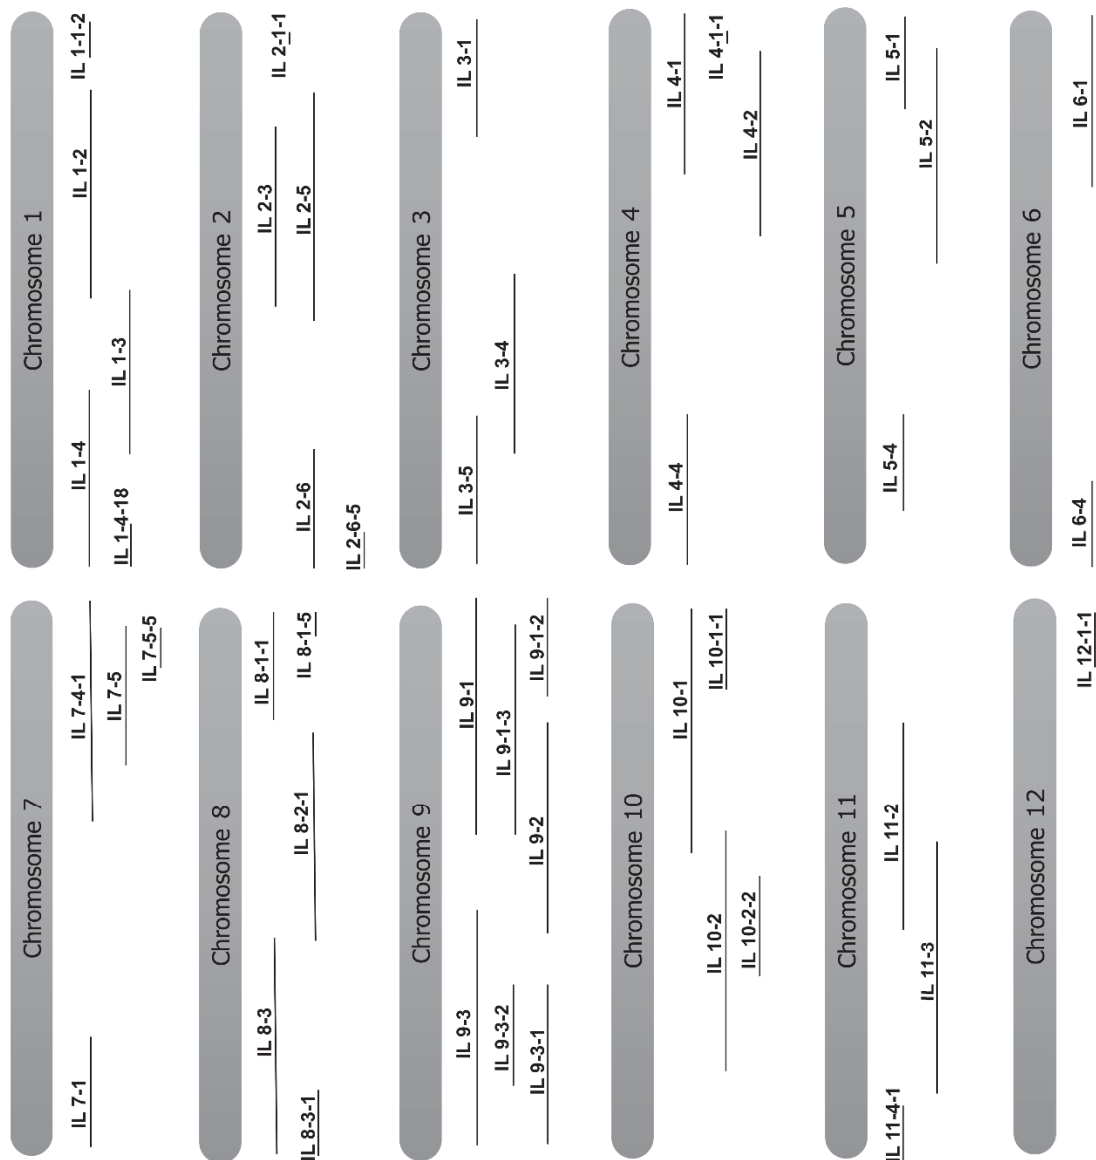 Chromosome 1
IL 1-1-2
IL 1-2
IL 1-3
IL 1-4
IL 1-4-18
Chromosome 2
IL 2-1-1
IL 2-3
IL 2-5
IL 2-6
IL 2-6-5
Chromosome 3
IL 3-1
IL 3-4
IL 3-5
Chromosome 4
IL 4-1
IL 4-1-1
IL 4-2
IL 4-4
Chromosome 5
IL 5-1
IL 5-2
IL 5-4
Chromosome 6
IL 6-1
IL 6-4
Chromosome 7
IL 7-4-1
IL 7-5
IL 7-5-5
IL 7-1
Chromosome 8
IL 8-1-1
IL 8-1-5
IL 8-2-1
IL 8-3
IL 8-3-1
Chromosome 9
IL 9-1
IL 9-1-3
IL 9-1-2
IL 9-2
IL 9-3
IL 9-3-2
IL 9-3-1
Chromosome 10
IL 10-1
IL 10-1-1
IL 10-2
IL 10-2-2
Chromosome 11
IL 11-2
IL 11-3
IL 11-4-1
Chromosome 12
IL 12-1-1